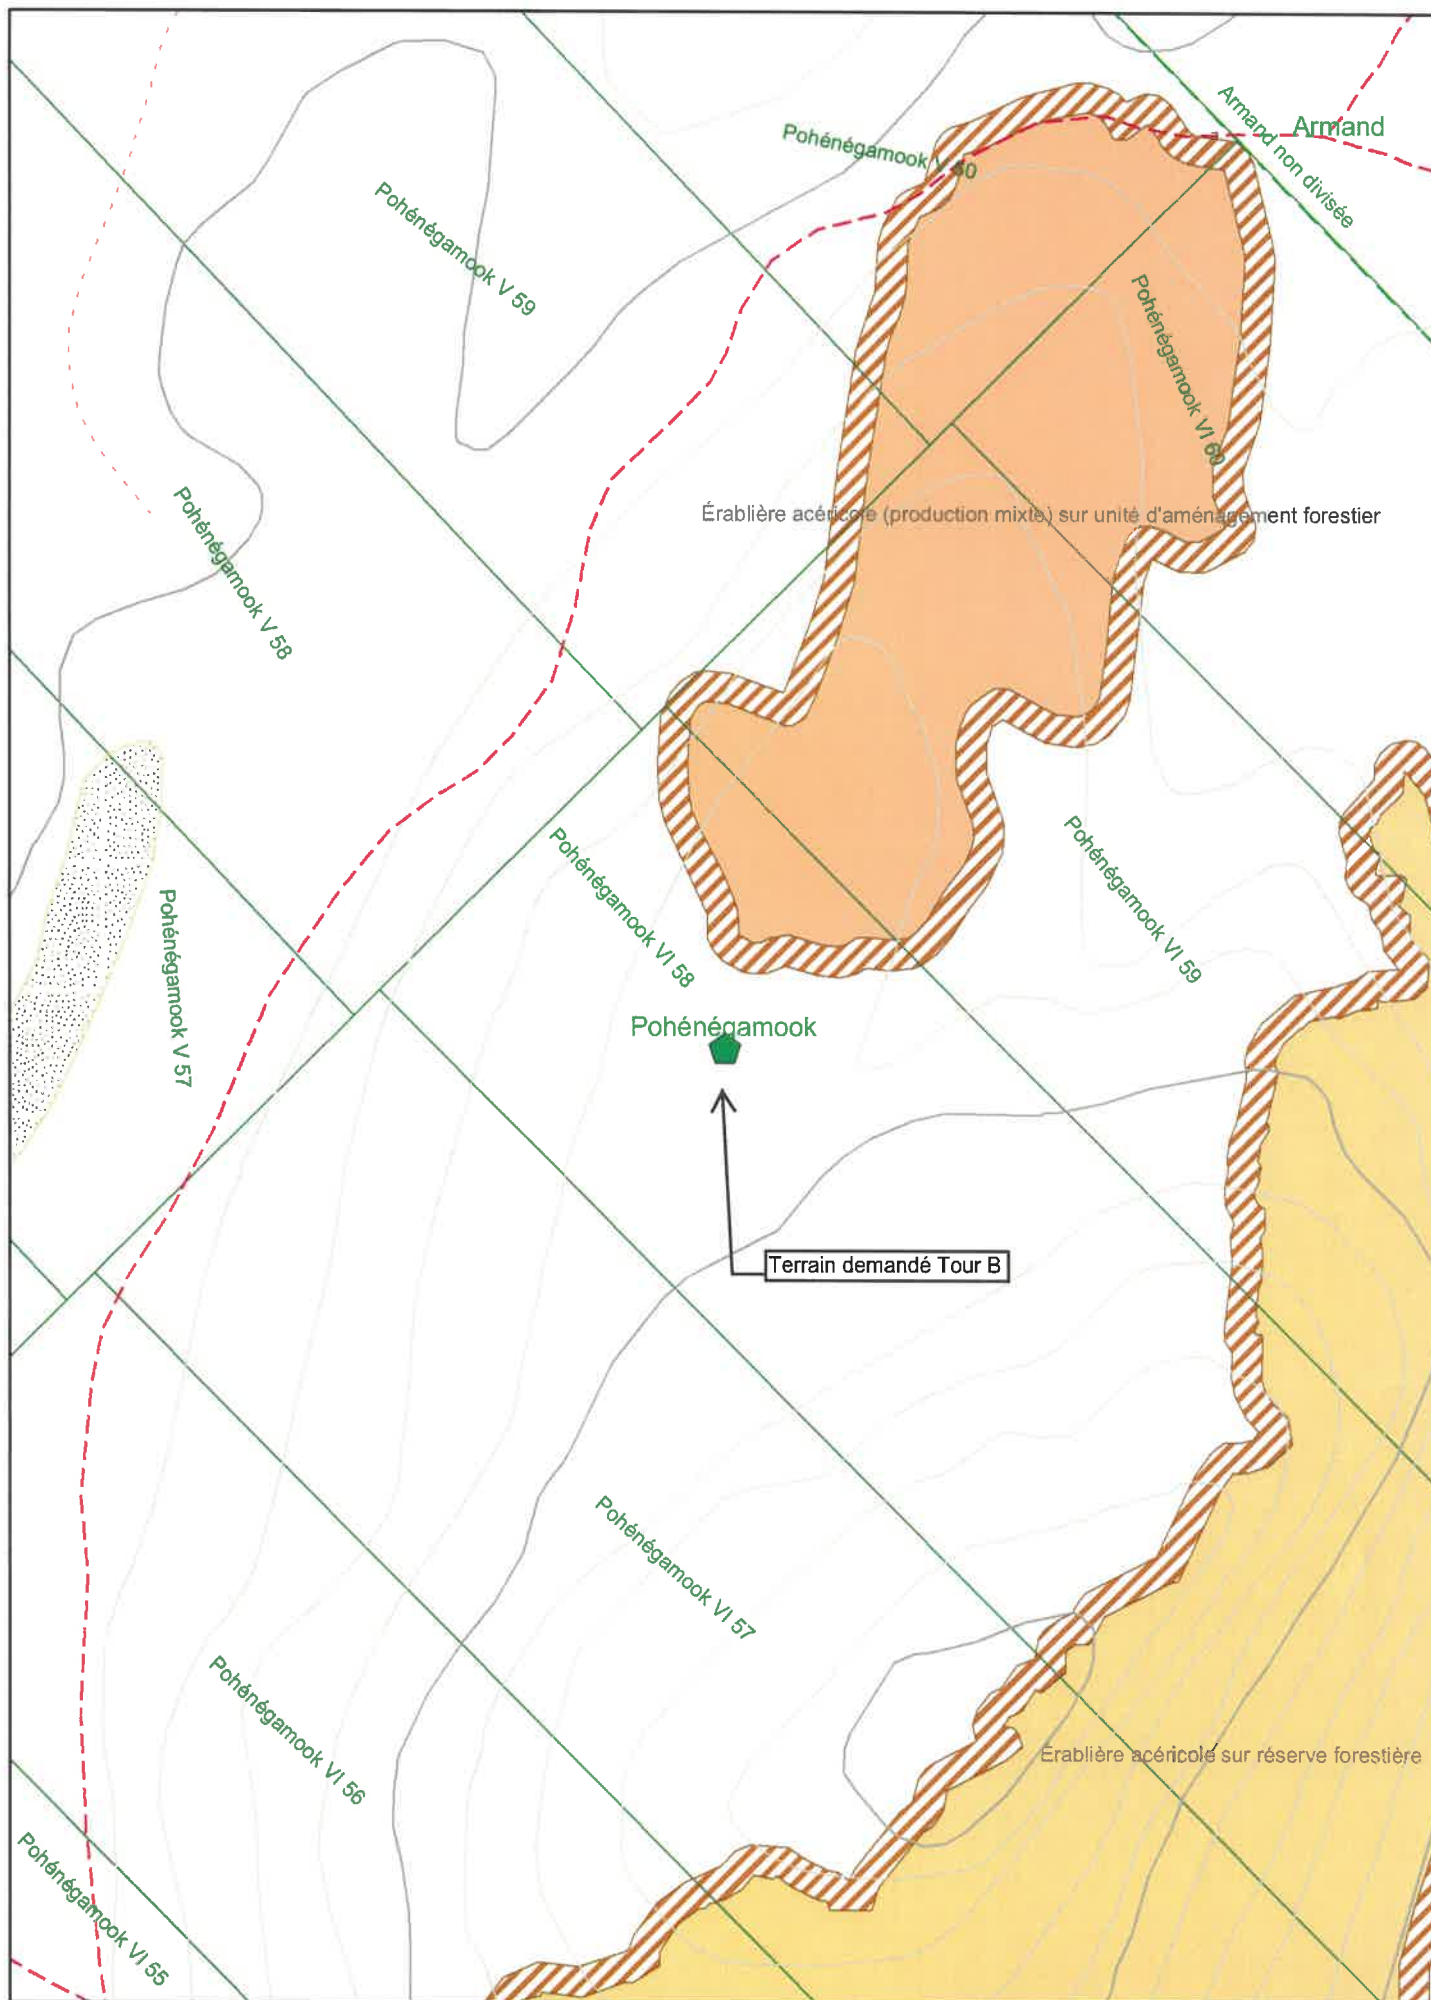 Armand
Armand non divisée
Pohénégamook V 60
Pohénégamook V 59
Pohénégamook VI 60
Érablière acéricole (production mixte) sur unité d'aménagement forestier
Pohénégamook V 58
Pohénégamook VI 58
Pohénégamook VI 59
Pohénégamook V 57
Pohénégamook
Terrain demandé Tour B
Pohénégamook VI 57
Pohénégamook VI 56
Érablière acéricole sur réserve forestière
Pohénégamook VI 55